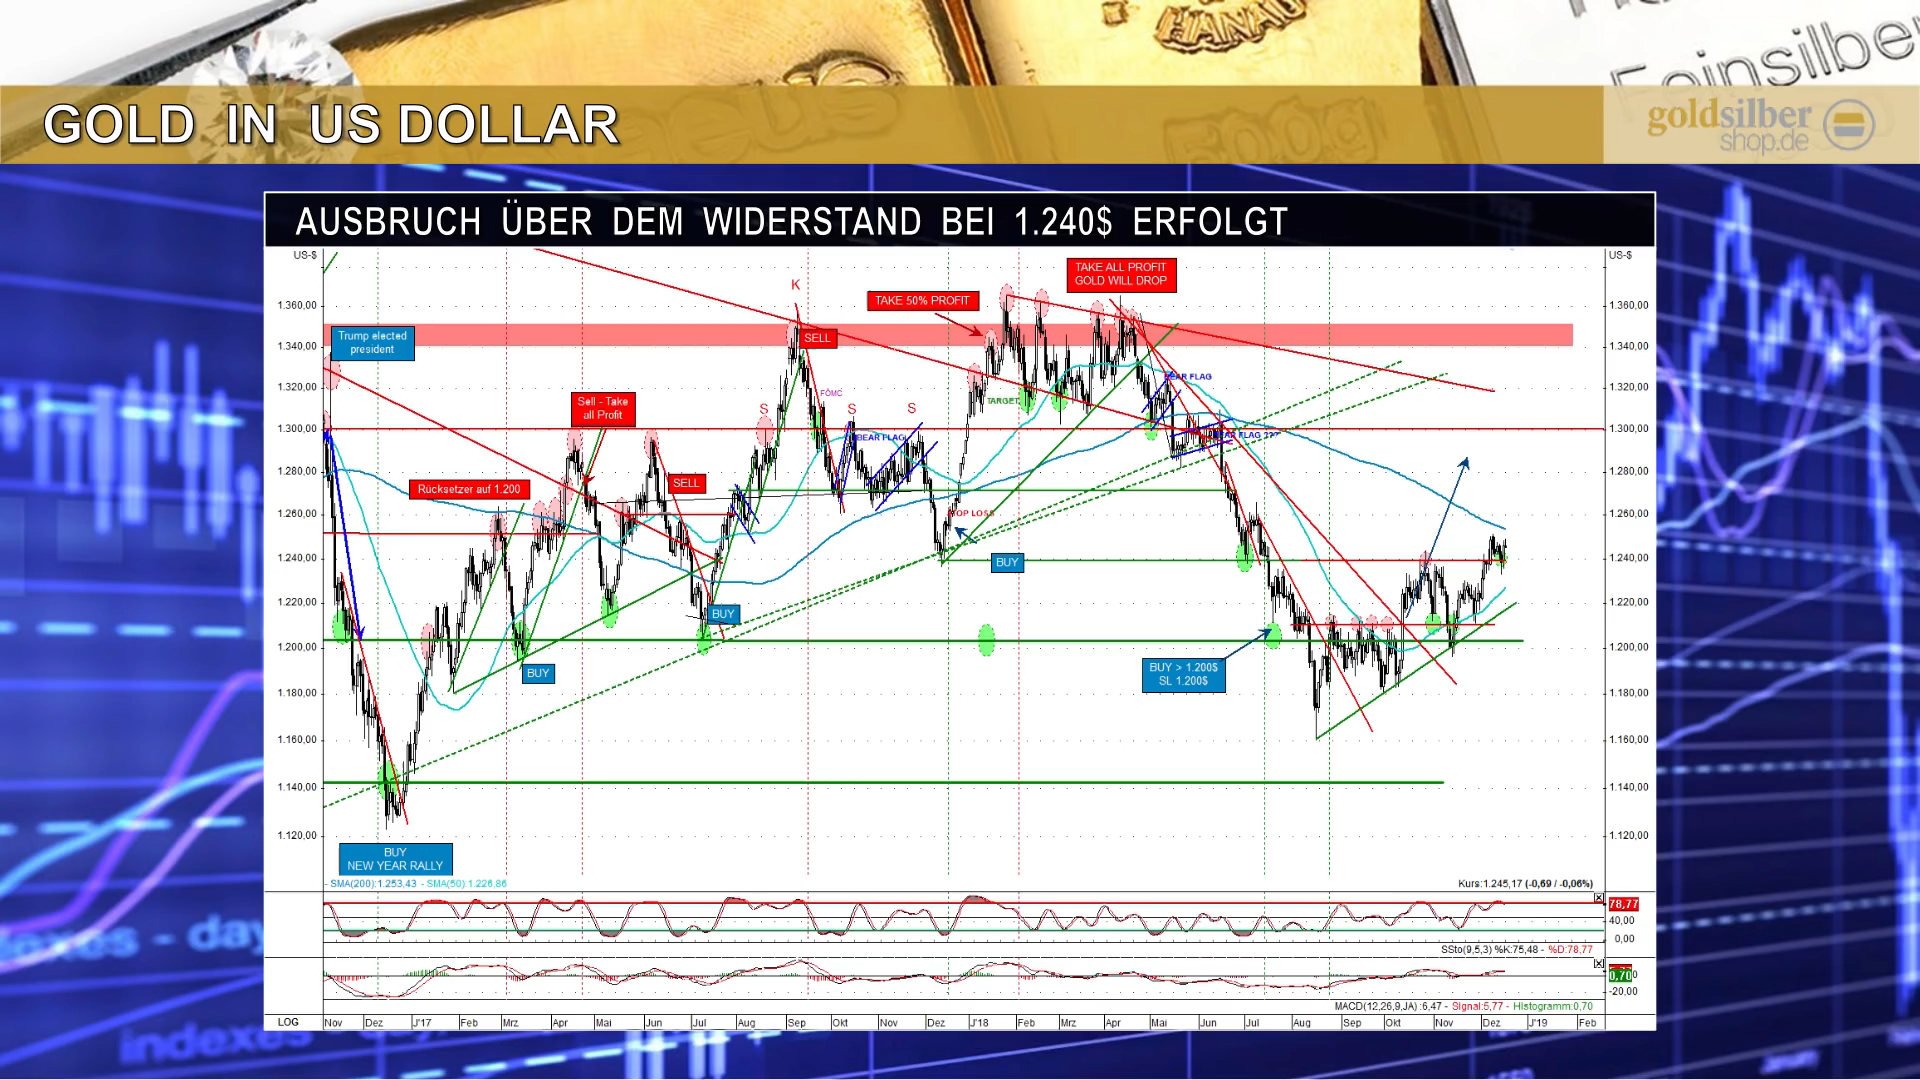 HANAU
Feinsilbe
GOLD IN US DOLLAR
goldsilber
shop.de
500g
AUSBRUCH ÜBER DEM WIDERSTAND BEI 1.240$ ERFOLGT
US-$
US-$
TAKE ALL PROFIT
GOLD WILL DROP
K
TAKE 50% PROFIT
1.360,00
1.360,00
Trump elected
president
SELL
1.340,00
1.340,00
BEAR FLAG
1.320,00
1.320,00
FOMC
Sell - Take
all Profit
TARGET
S
S
S
1.300,00
1.300,00
BEAR FLAG
BEAR FLAG ???
1.280,00
1.280,00
SELL
Rücksetzer auf 1.200
1.260,00
STOP LOSS
1.260,00
1.240,00
BUY
1.240,00
1.220,00
BUY
1.220,00
1.200,00
1.200,00
BUY
BUY > 1.200$
SL 1.200$
1.180,00
1.180,00
1.160,00
1.160,00
1.140,00
1.140,00
1.120,00
1.120,00
BUY
NEW YEAR RALLY
- SMA(200):1.253,43 - SMA(50):1.226,86
Kurs:1.245,17 (-0,69 / -0,06%)
78,77
40,00
0,00
SSto(9,5,3) %K:75,48 - %D:78,77
0,70
-20,00
MACD(12,26,9,JA) :6,47 - Signal:5,77 - Histogramm:0,70
LOG
Nov Dez J'17 Feb Mrz Apr Mai Jun Jul Aug Sep Okt Nov Dez J'18 Feb Mrz Apr Mai Jun Jul Aug Sep Okt Nov Dez J'19 Feb
indexes - day
indexes